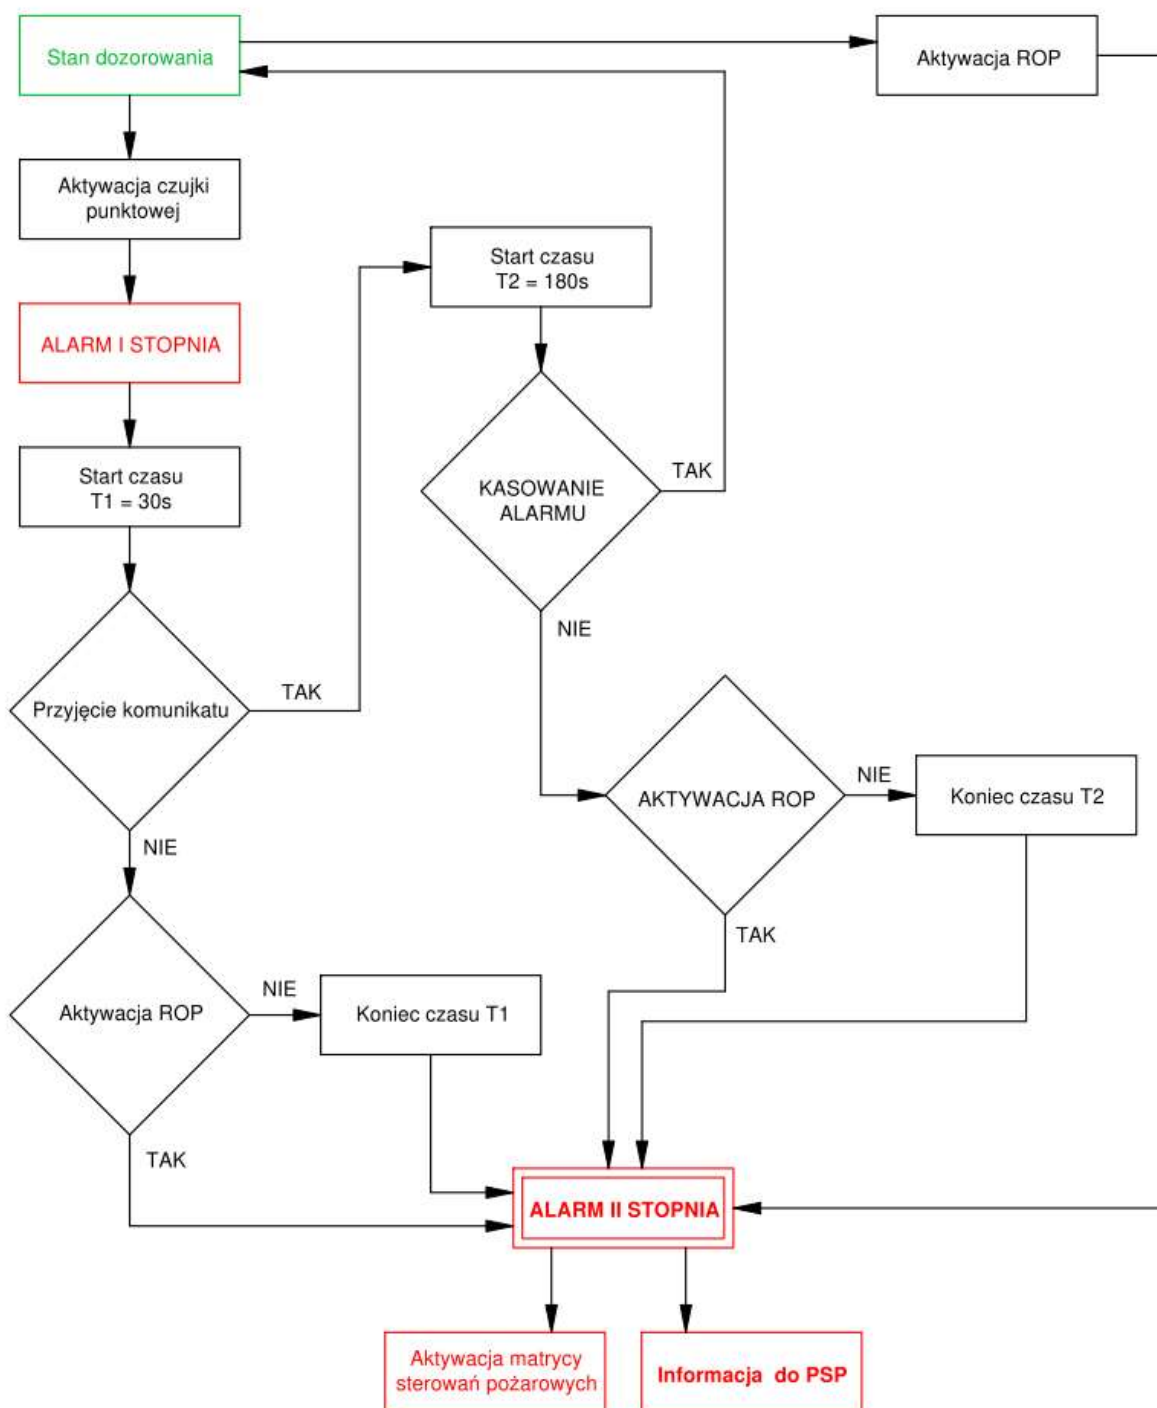 Stan dozorowania
Aktywacja ROP
Aktywacja czujki
punktowej
Start czasu
T2 = 180s
ALARM I STOPNIA
Start czasu
T1 = 30s
TAK
KASOWANIE
ALARMU
NIE
Przyjęcie komunikatu
TAK
NIE
AKTYWACJA ROP
NIE
Koniec czasu T2
TAK
Aktywacja ROP
NIE
Koniec czasu T1
TAK
ALARM II STOPNIA
Aktywacja matrycy
sterowań pożarowych
Informacja do PSP